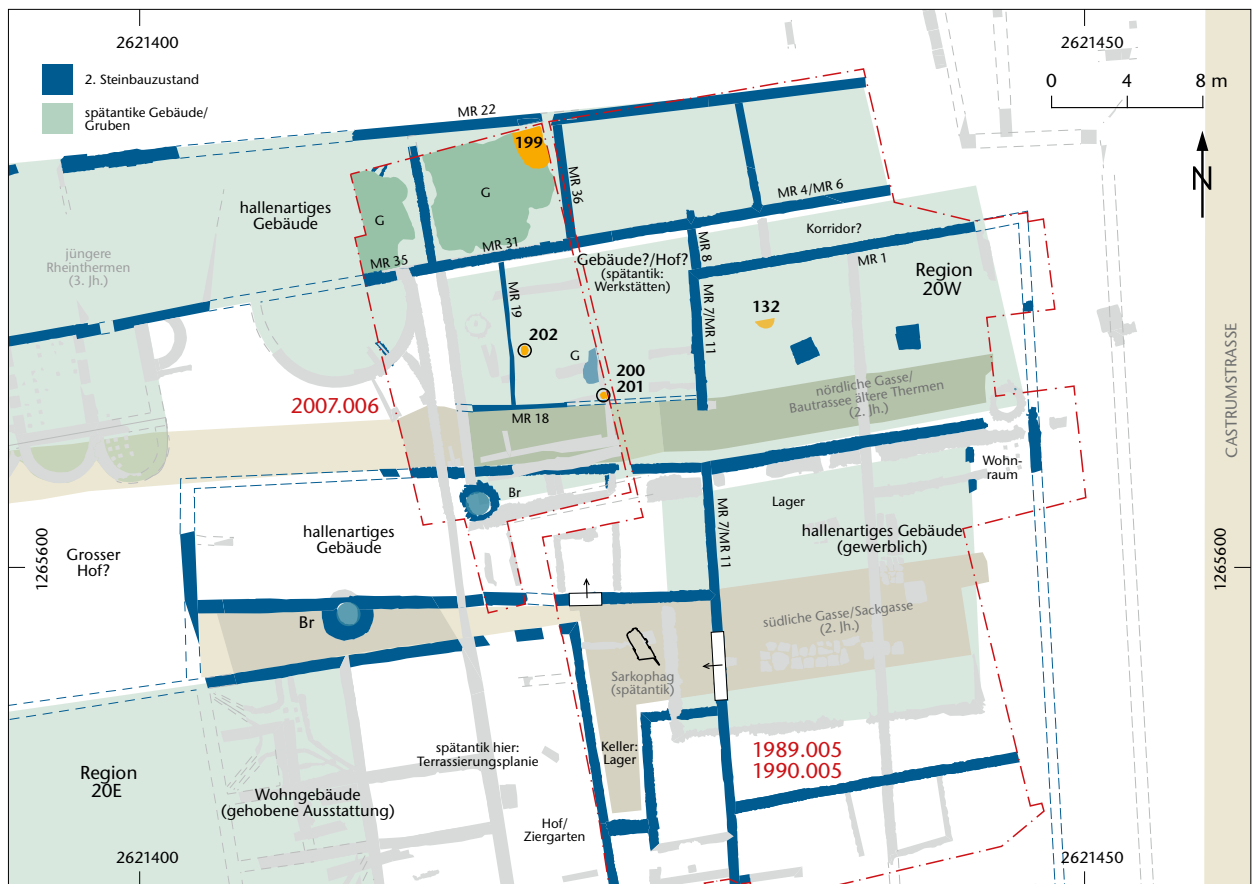 2621400
2621450
0 4 8 m
2. Steinbauzustand
spätantike Gebäude/
Gruben
N
MR 22
199
MR 36
G
G
MR 4/MR 6
hallenartiges
Gebäude
Korridor?
jüngere
Rheinthermen
(3. Jh.)
MR 31
MR 35
MR 8
Gebäude?/Hof?
(spätantik:
Werkstätten)
MR 1
Region
20W
MR 19
MR 7/MR 11
132
202
G
200
201
2007.006
MR 18
nördliche Gasse/
Bautrassee ältere Thermen
(2. Jh.)
CASTRUMSTRASSE
Wohn-
raum
Br
Lager
MR 7/MR 11
hallenartiges
Gebäude
hallenartiges Gebäude
(gewerblich)
Grosser
Hof?
1265600
1265600
Br
südliche Gasse/Sackgasse
(2. Jh.)
Sarkophag
(spätantik)
spätantik hier:
Terrassierungsplanie
Keller:
Lager
1989.005
1990.005
Region
20E
Wohngebäude
(gehobene Ausstattung)
Hof/
Ziergarten
2621400
2621450